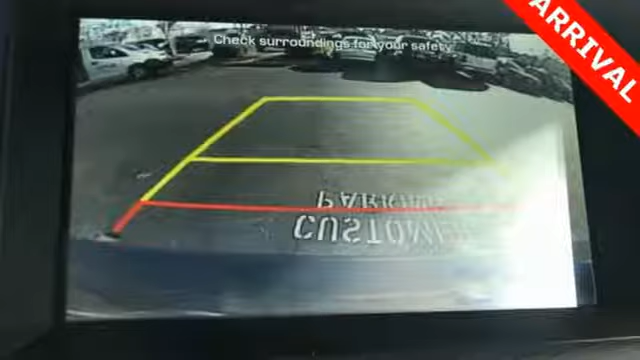 ARRIVAL
Check surroundings for your safety
PARKING
CUSTOMER